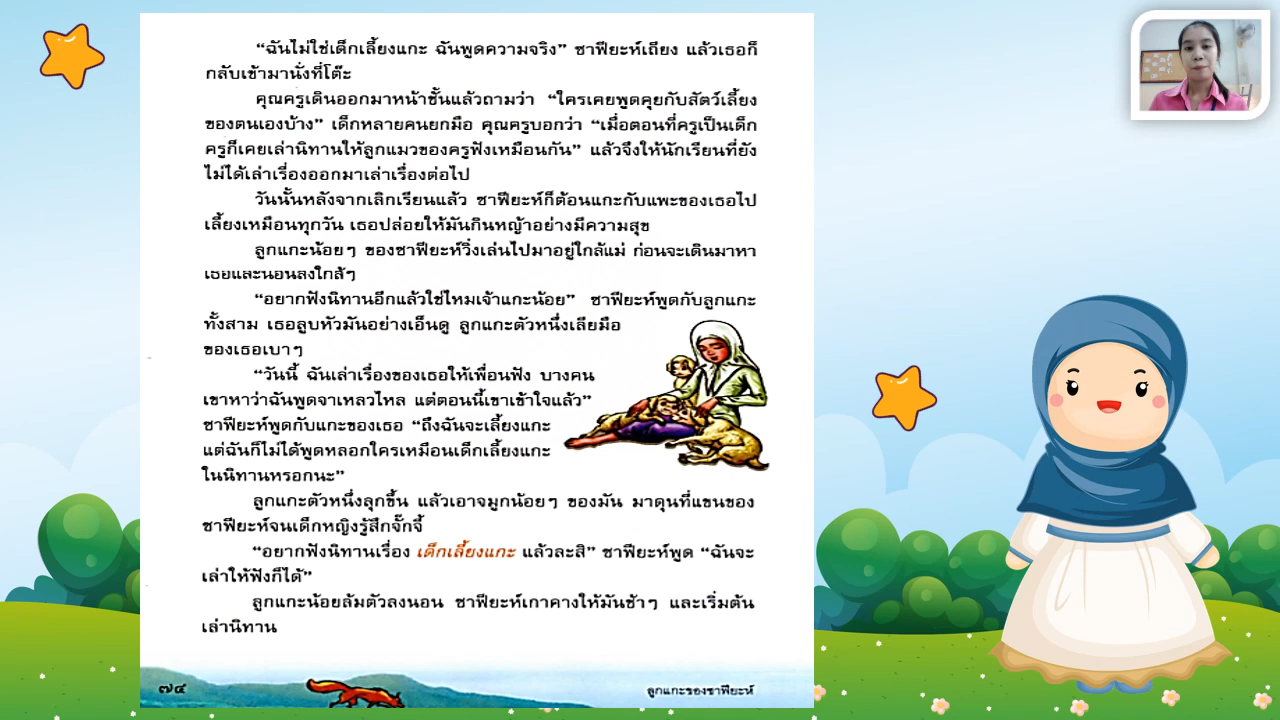 “ฉันไม่ใช่เด็กเลี้ยงแกะ ฉันพูดความจริง” ซาฟียะห์เถียง แล้วเธอก็
กลับเข้ามานั่งที่โต๊ะ
คุณครูเดินออกมาหน้าชั้นแล้วถามว่า “ใครเคยพูดคุยกับสัตว์เลี้ยง
ของตนเองบ้าง” เด็กหลายคนยกมือ คุณครูบอกว่า “เมื่อตอนที่ครูเป็นเด็ก
ครูก็เคยเล่านิทานให้ลูกแมวของครูฟังเหมือนกัน” แล้วจึงให้นักเรียนที่ยัง
ไม่ได้เล่าเรื่องออกมาเล่าเรื่องต่อไป
วันนั้นหลังจากเลิกเรียนแล้ว ซาฟียะห์ก็ต้อนแกะกับแพะของเธอไป
เลี้ยงเหมือนทุกวัน เธอปล่อยให้มันกินหญ้าอย่างมีความสุข
ลูกแกะน้อยๆ ของซาฟียะห์วิ่งเล่นไปมาอยู่ใกล้แม่ ก่อนจะเดินมาหา
เธอและนอนลงใกล้ๆ
“อยากฟังนิทานอีกแล้วใช่ไหมเจ้าแกะน้อย” ซาฟียะห์พูดกับลูกแกะ
ทั้งสาม เธอลูบหัวมันอย่างเอ็นดู ลูกแกะตัวหนึ่งเลียมือ
ของเธอเบาๆ
“วันนี้ ฉันเล่าเรื่องของเธอให้เพื่อนฟัง บางคน
เขาหาว่าฉันพูดจาเหลวไหล แต่ตอนนี้เขาเข้าใจแล้ว”
ซาฟียะห์พูดกับแกะของเธอ “ถึงฉันจะเลี้ยงแกะ
แต่ฉันก็ไม่ได้พูดหลอกใครเหมือนเด็กเลี้ยงแกะ
ในนิทานหรอกนะ”
ลูกแกะตัวหนึ่งลุกขึ้น แล้วเอาจมูกน้อยๆ ของมัน มาดุนที่แขนของ
ซาฟียะห์จนเด็กหญิงรู้สึกจั๊กจี้
“อยากฟังนิทานเรื่อง เด็กเลี้ยงแกะ แล้วละสิ” ซาฟียะห์พูด “ฉันจะ
เล่าให้ฟังก็ได้”
ลูกแกะน้อยล้มตัวลงนอน ซาฟียะห์เกาคางให้มันช้าๆ และเริ่มต้น
เล่านิทาน
๗๔
ลูกแกะของซาฟียะห์